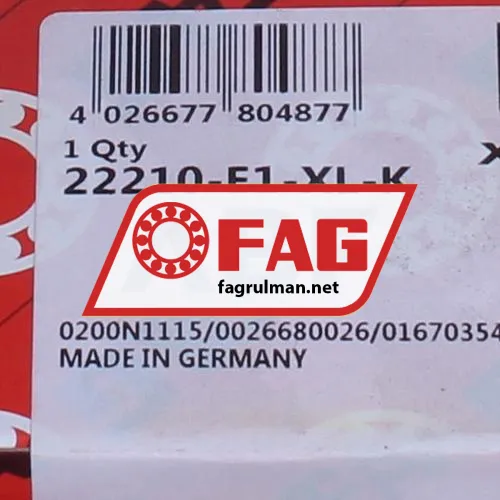 4 026677 804877
1 Qty X
22210-E1-XL-K
FAG
fagrulman.net
0200N1115/0026680026/01670354
MADE IN GERMANY